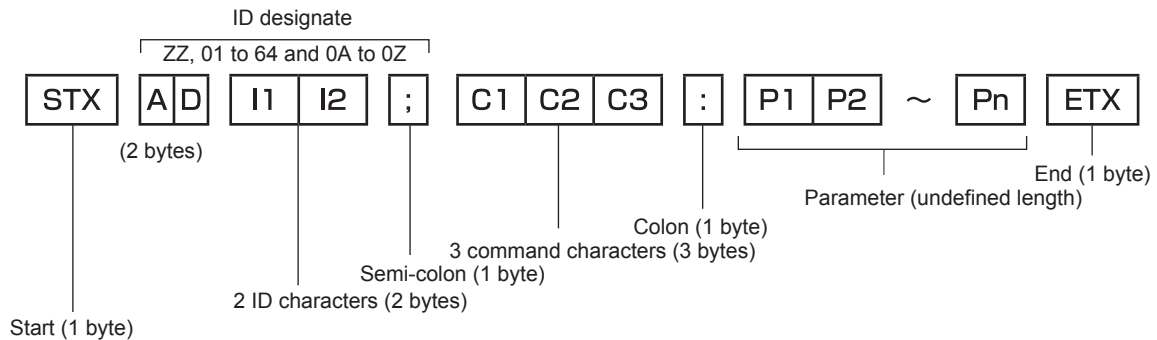 ID designate
ZZ, 01 to 64 and 0A to 0Z
STX A D I1 I2 ; C1 C2 C3 : P1 P2 ~ Pn ETX
(2 bytes)
End (1 byte)
Parameter (undefined length)
Colon (1 byte)
3 command characters (3 bytes)
Semi-colon (1 byte)
2 ID characters (2 bytes)
Start (1 byte)